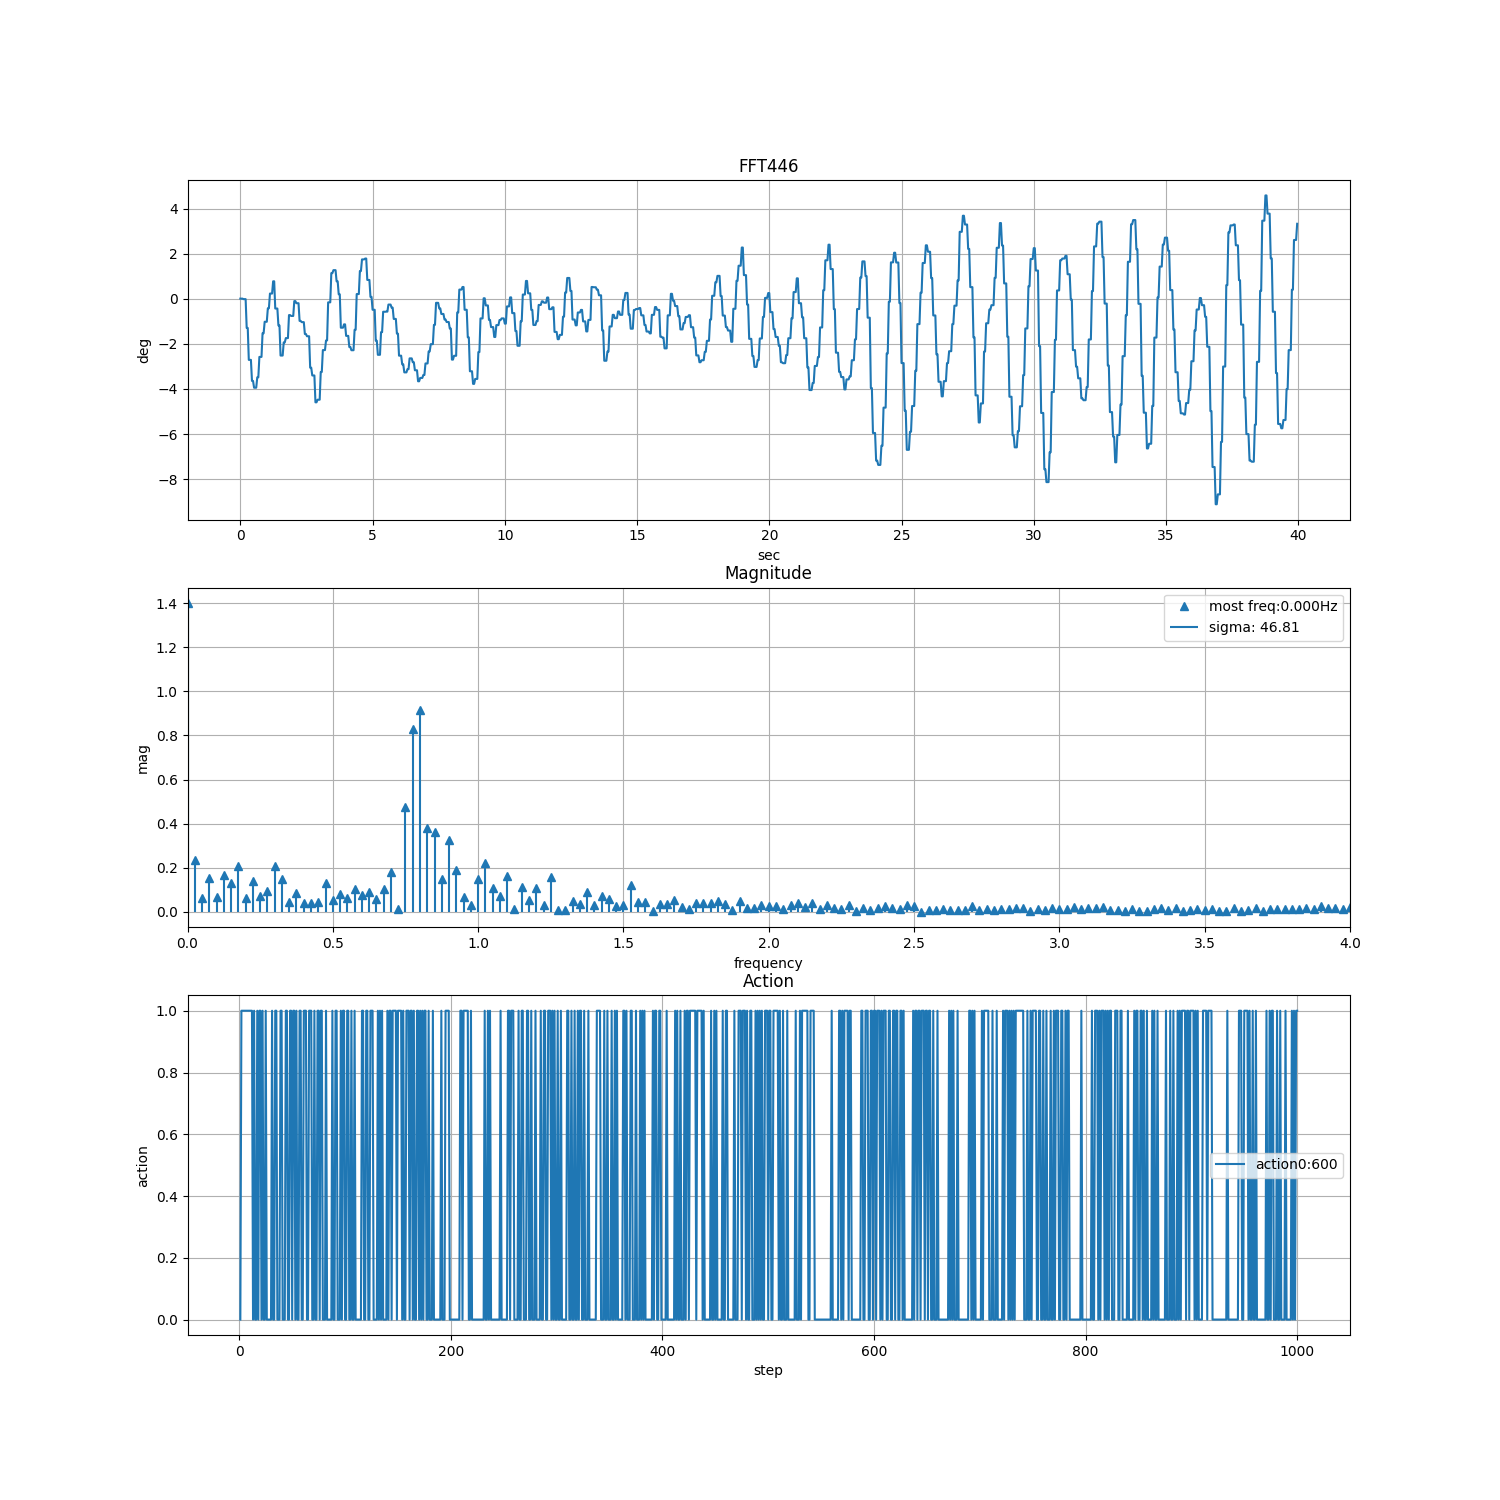 FFT446
4
2
0
−2
−4
−6
−8
deg
0 5 10 15 20 25 30 35 40
sec
Magnitude
1.4
1.2
1.0
0.8
0.6
0.4
0.2
0.0
mag
most freq:0.000Hz
sigma: 46.81
0.0 0.5 1.0 1.5 2.0 2.5 3.0 3.5 4.0
frequency
Action
1.0
0.8
0.6
0.4
0.2
0.0
action
action0:600
0 200 400 600 800 1000
step